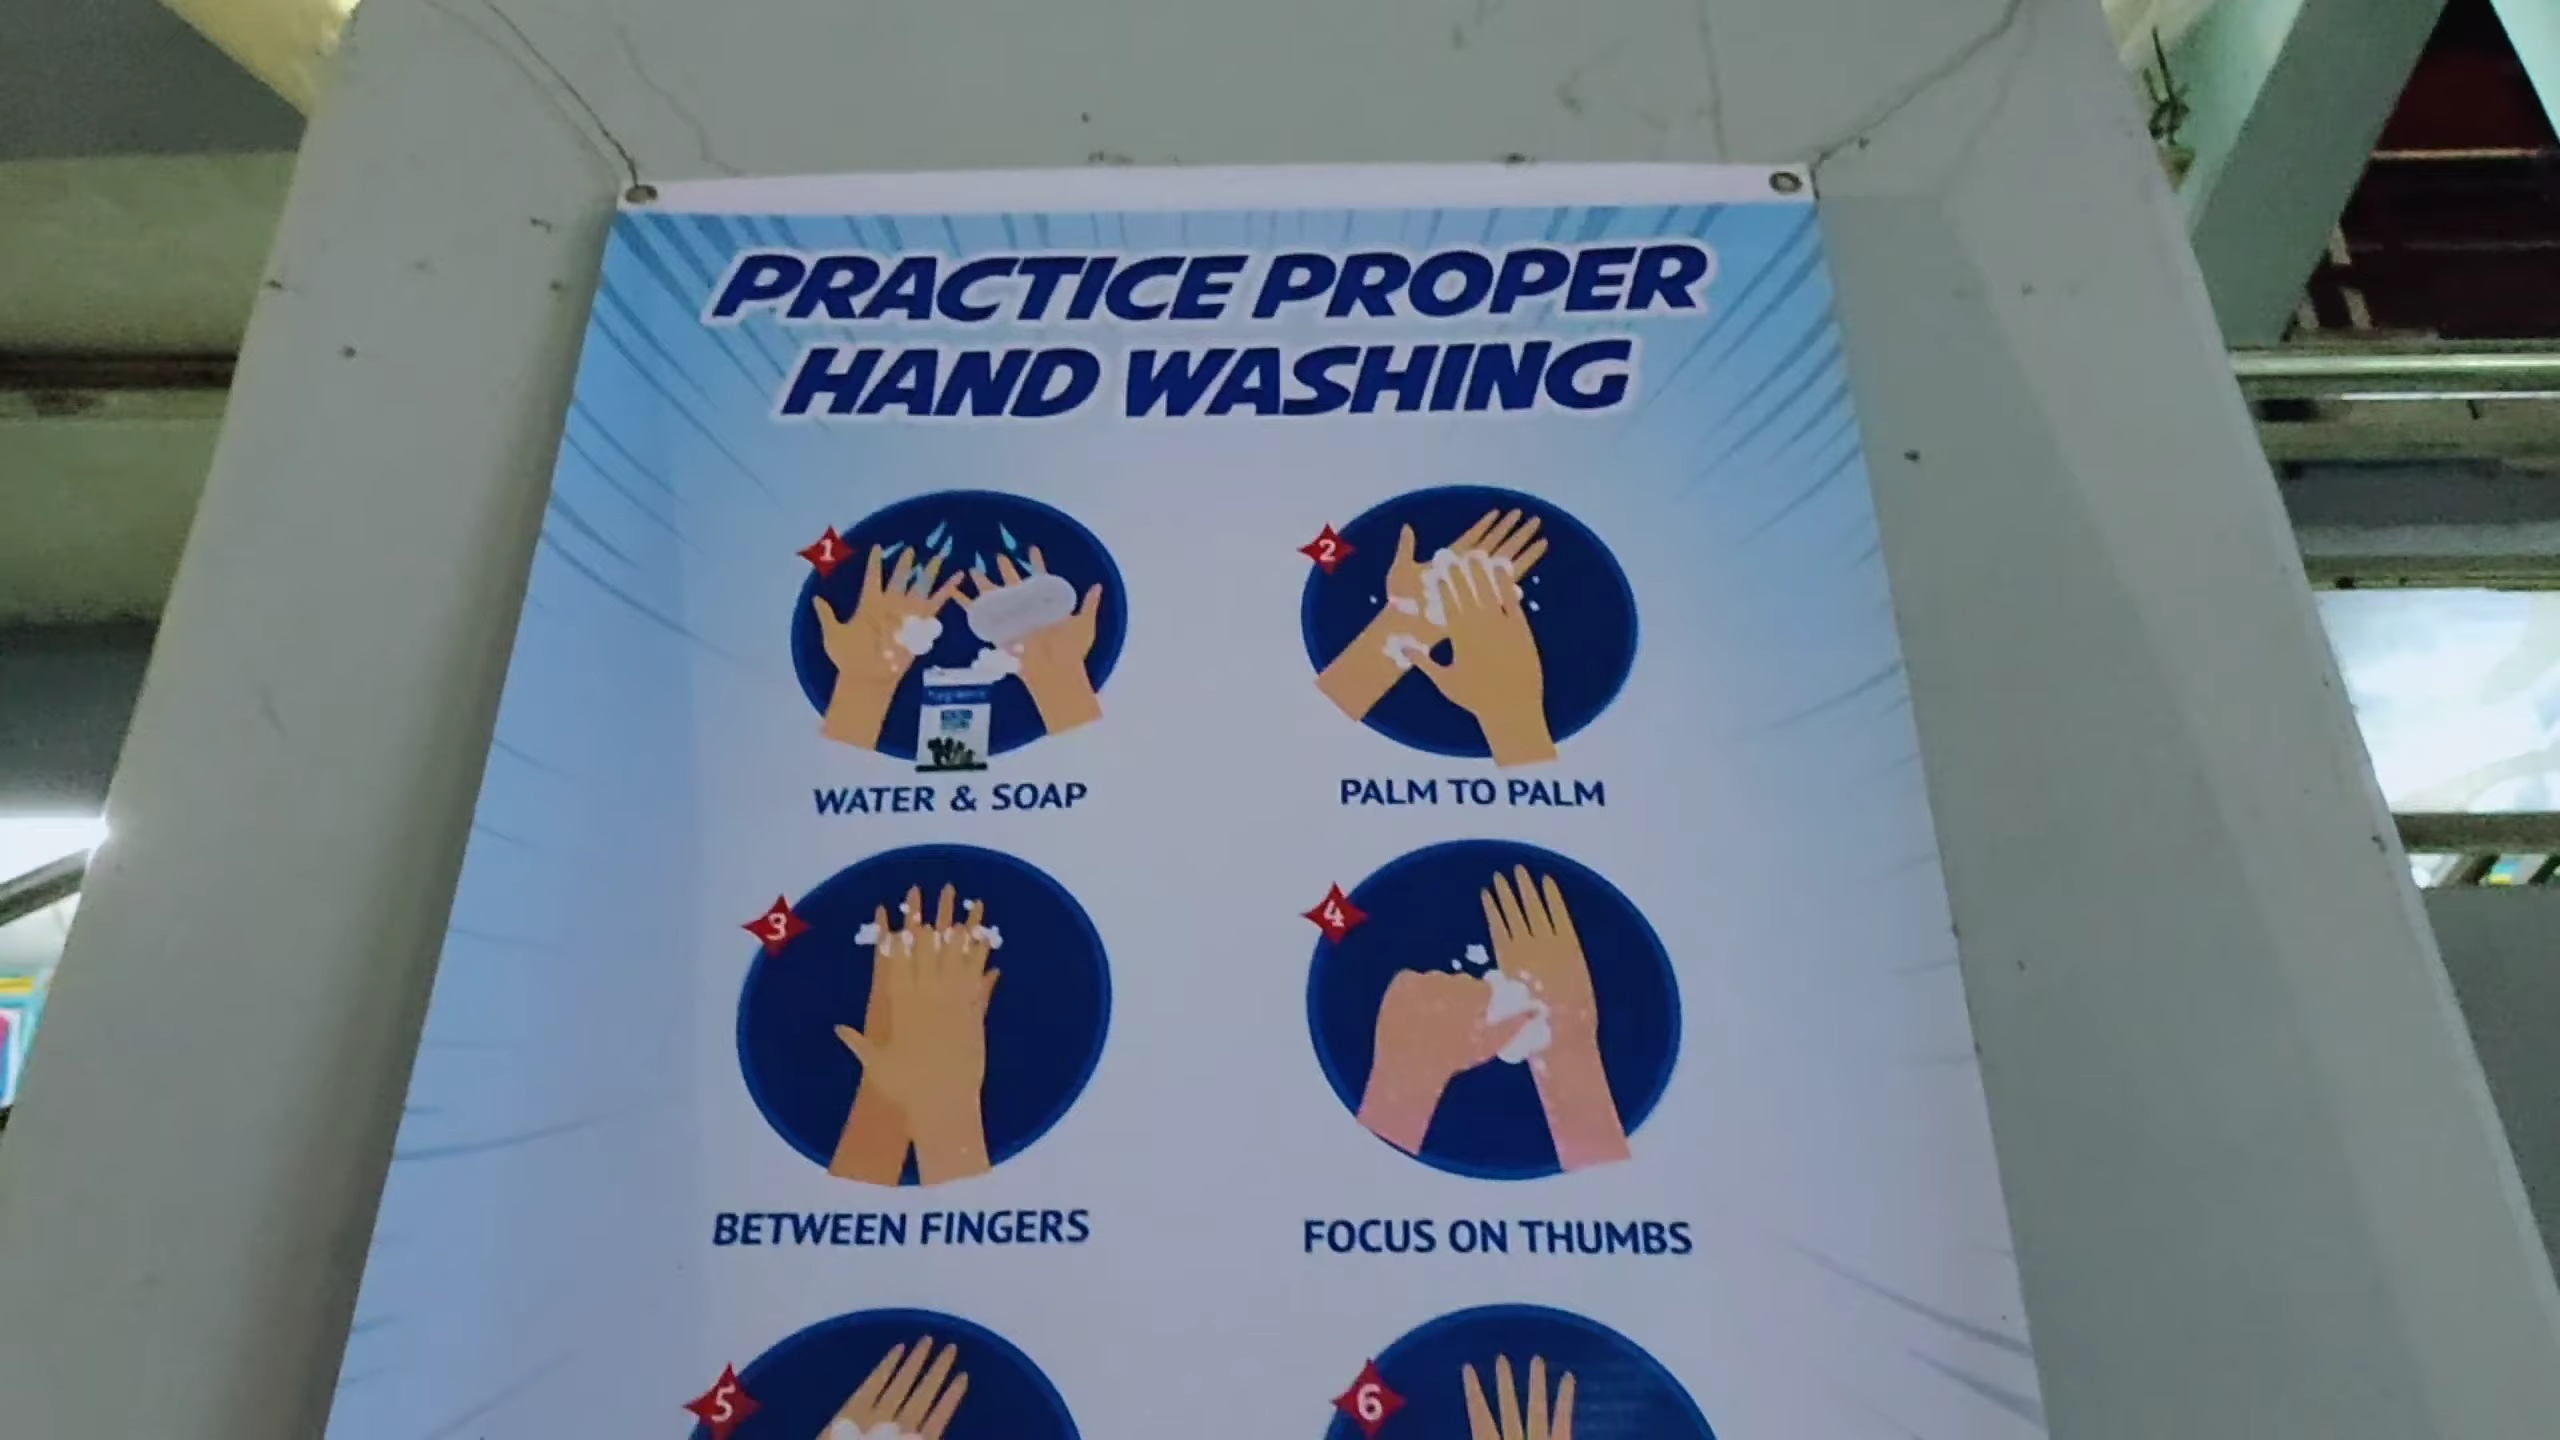 PRACTICE PROPER
HAND WASHING
1
2
WATER & SOAP
PALM TO PALM
3
4
BETWEEN FINGERS
FOCUS ON THUMBS
5
6